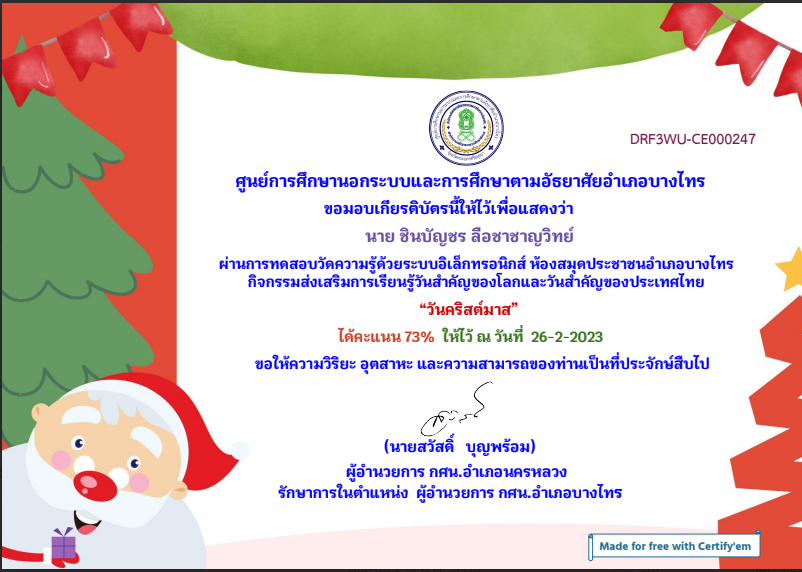 DRF3WU-CE000247
ศูนย์การศึกษานอกระบบและการศึกษาตามอัธยาศัยอำเภอบางไทร
ขอมอบเกียรติบัตรนี้ให้ไว้เพื่อแสดงว่า
นาย ชินบัญชร ลือชาชาญวิทย์
ผ่านการทดสอบวัดความรู้ด้วยระบบอิเล็กทรอนิกส์ ห้องสมุดประชาชนอำเภอบางไทร
กิจกรรมส่งเสริมการเรียนรู้วันสำคัญของโลกและวันสำคัญของประเทศไทย
“วันคริสต์มาส”
ได้คะแนน 73% ให้ไว้ ณ วันที่ 26-2-2023
ขอให้ความวิริยะ อุตสาหะ และความสามารถของท่านเป็นที่ประจักษ์สืบไป
(นายสวัสดิ์ บุญพร้อม)
ผู้อำนวยการ กศน.อำเภอนครหลวง
รักษาการในตำแหน่ง ผู้อำนวยการ กศน.อำเภอบางไทร
Made for free with Certify'em